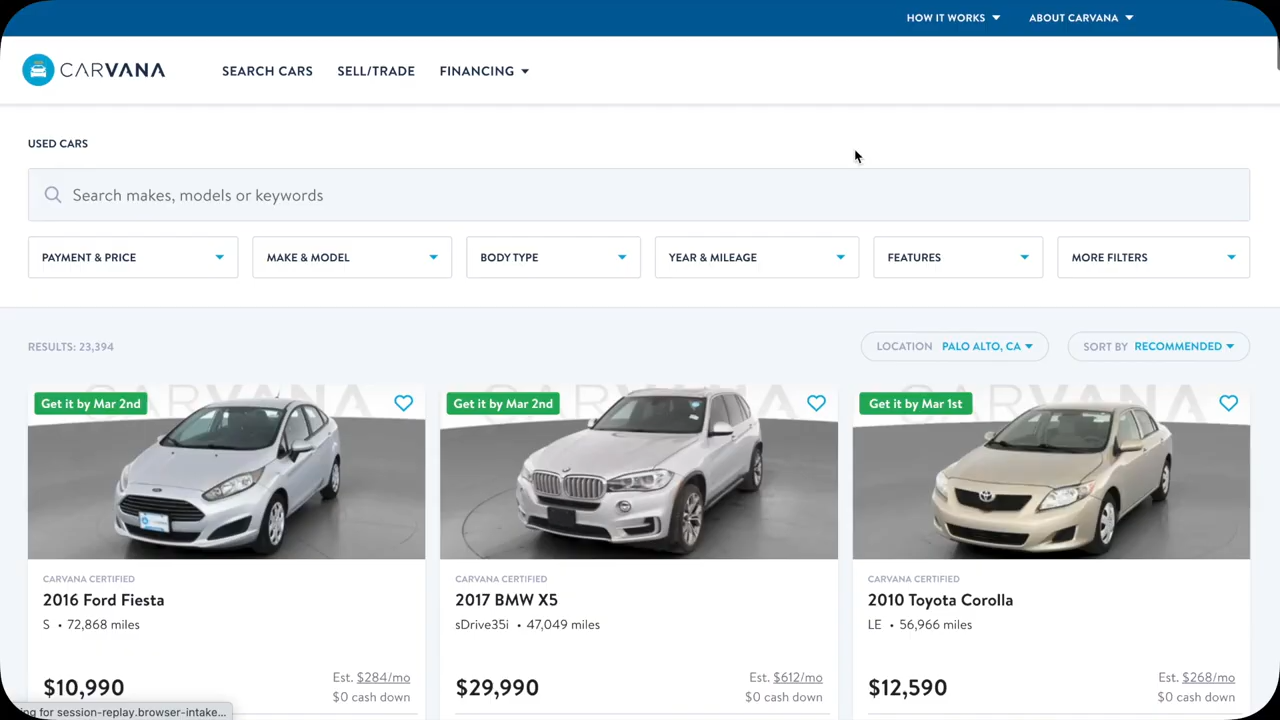 HOW IT WORKS
ABOUT CARVANA
CARVANA
SEARCH CARS
SELL/TRADE
FINANCING
USED CARS
Search makes, models or keywords
PAYMENT & PRICE
MAKE & MODEL
BODY TYPE
YEAR & MILEAGE
FEATURES
MORE FILTERS
RESULTS: 23,394
LOCATION PALO ALTO, CA
SORT BY RECOMMENDED
Get it by Mar 2nd
CARVANA CERTIFIED
2016 Ford Fiesta
S • 72,868 miles
$10,990
Est. $284/mo
$0 cash down
Get it by Mar 2nd
CARVANA CERTIFIED
2017 BMW X5
sDrive35i • 47,049 miles
$29,990
Est. $612/mo
$0 cash down
Get it by Mar 1st
CARVANA CERTIFIED
2010 Toyota Corolla
LE • 56,966 miles
$12,590
Est. $268/mo
$0 cash down
for session-replay.browser-intake...